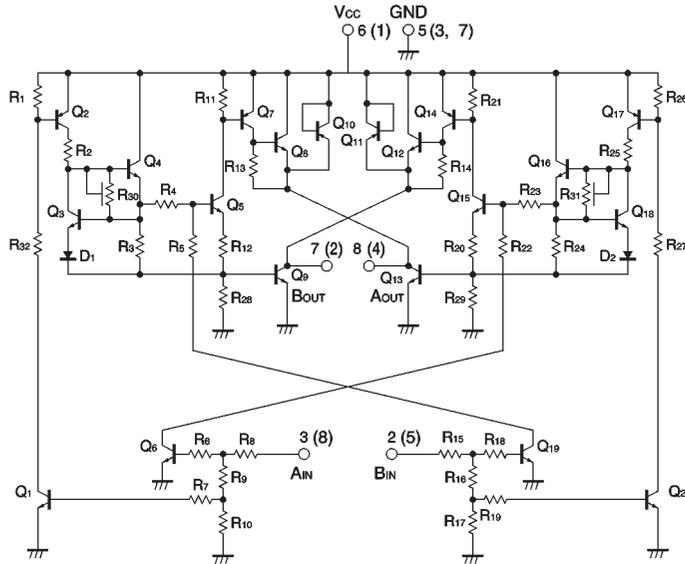 Vcc GND
6 (1) 5 (3, 7)
R1 Q2 R11 Q7 Q10 Q14 R21 Q17 R26
R2 Q4 Q8 Q11 Q12 Q16 R25
R13 R14
R30 R4 Q5 Q15 R23 R31
Q3 Q18
R32 R3 R5 R12 R20 R22 R24 R27
D1 7 (2) 8 (4) D2
Q9 Q13
R28 BOUT AOUT R29
Q6 R6 R8 3 (8) 2 (5) R15 R18 Q19
R9 AIN BIN R16
Q1 R7 Q2
R10 R17 R19